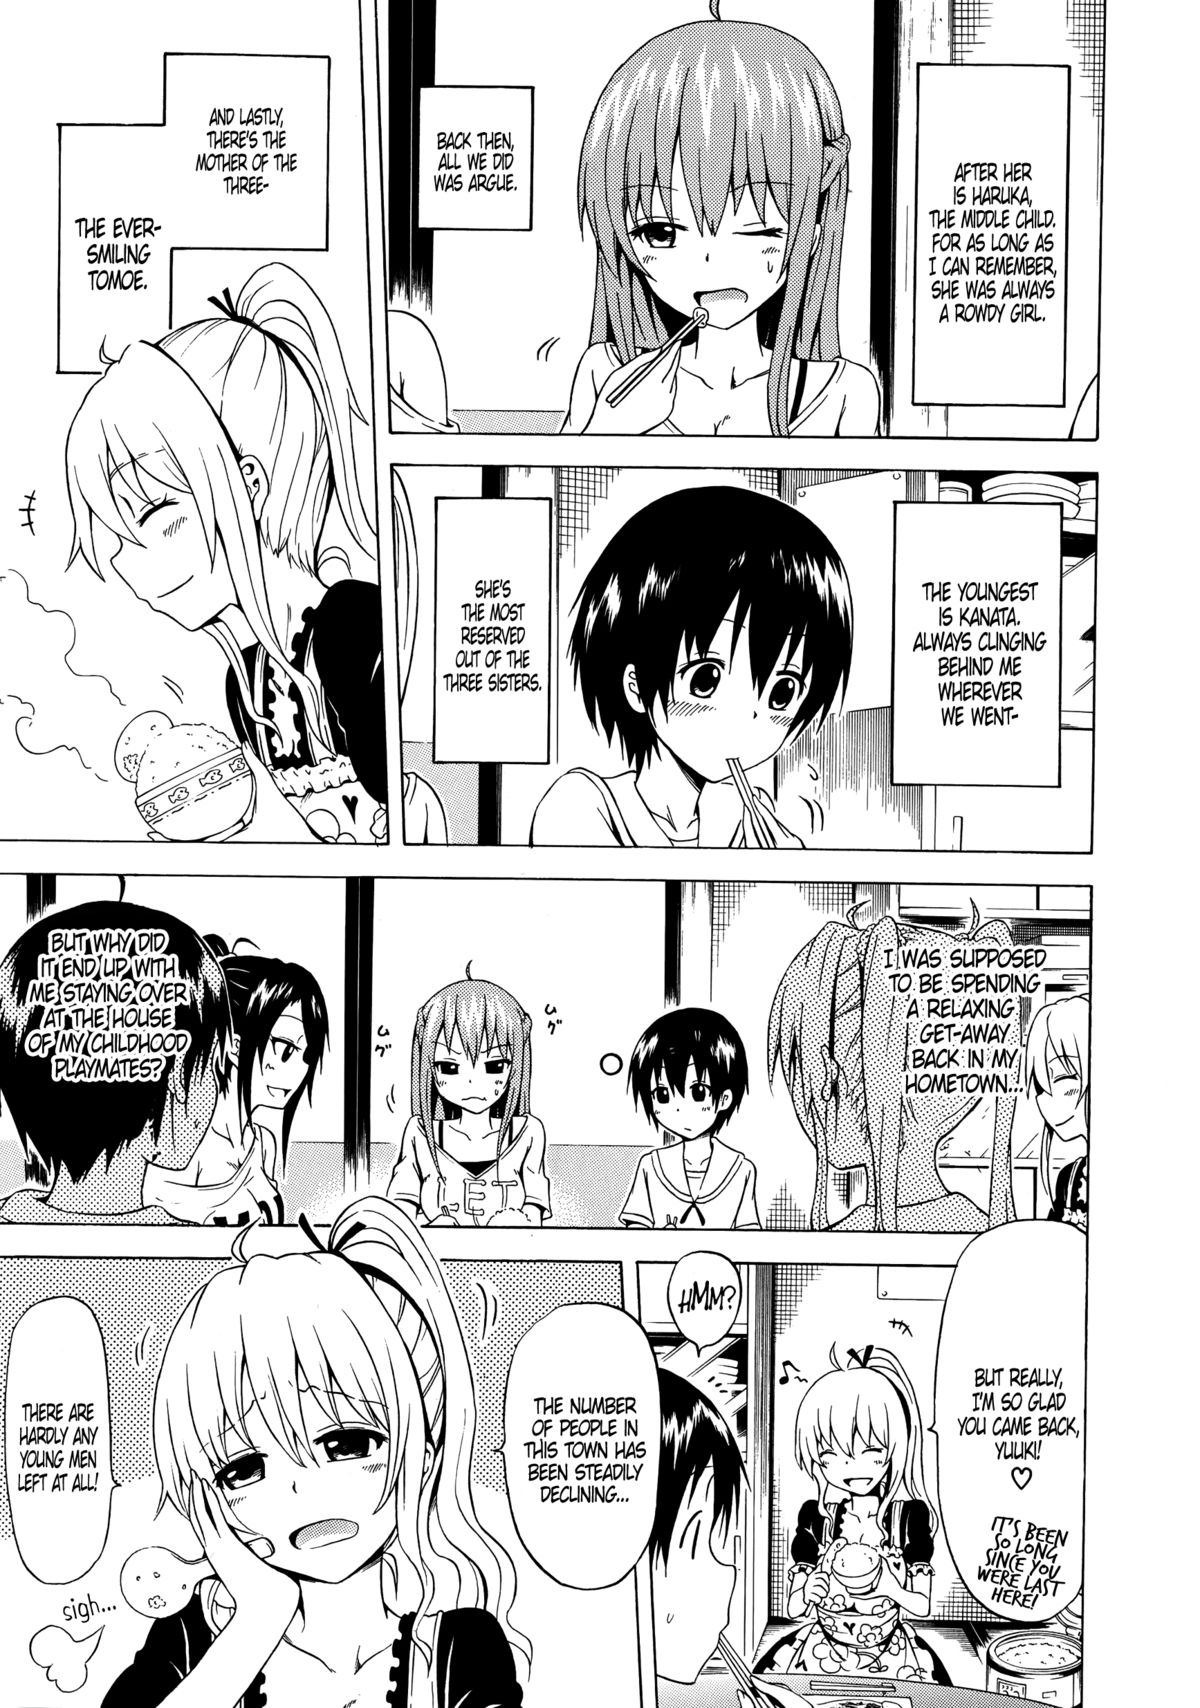 AFTER HER
IS HARUKA,
THE MIDDLE CHILD.
FOR AS LONG AS
I CAN REMEMBER,
SHE WAS ALWAYS
A ROWDY GIRL.
BACK THEN,
ALL WE DID
WAS ARGUE.
THE YOUNGEST
IS KANATA.
ALWAYS CLINGING
BEHIND ME
WHEREVER
WE WENT-
SHE'S
THE MOST
RESERVED
OUT OF THE
THREE SISTERS.
AND LASTLY,
THERE'S THE
MOTHER OF THE
THREE-
THE EVER-
SMILING
TOMOE.
I WAS SUPPOSED
TO BE SPENDING
A RELAXING
GET-AWAY
BACK IN MY
HOMETOWN...
ムグ
ムグ
LET
BUT WHY DID
IT END UP WITH
ME STAYING OVER
AT THE HOUSE
OF MY CHILDHOOD
PLAYMATES?
BUT REALLY,
I'M SO GLAD
YOU CAME BACK,
YUUKI!
♡
IT'S BEEN
SO LONG
SINCE YOU
WERE LAST
HERE!
♪
HMM?
THE NUMBER
OF PEOPLE IN
THIS TOWN HAS
BEEN STEADILY
DECLINING...
THERE ARE
HARDLY ANY
YOUNG MEN
LEFT AT ALL!
sigh...